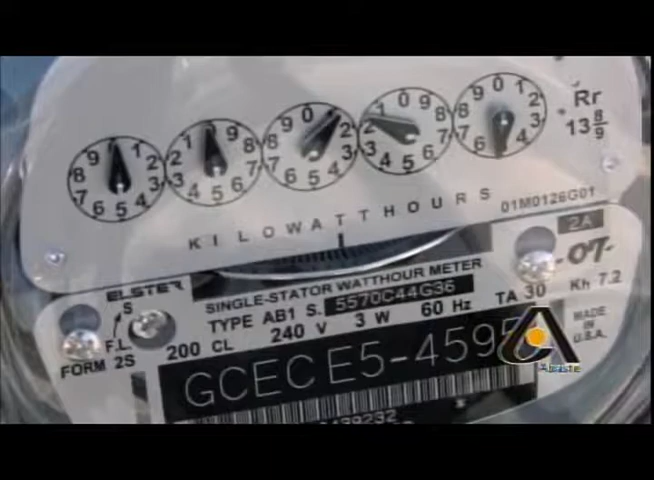 Rr
13 8/9
KILOWATTHOURS
01M0126G01
2A
-07
ELSTER
SINGLE-STATOR WATTHOUR METER
S
TYPE AB1 S. 5570C44G36
F.L
200 CL 240 V 3 W 60 Hz TA 30 Kh 7.2
FORM 2S
MADE
IN
U.S.A.
GCEC E5-4595